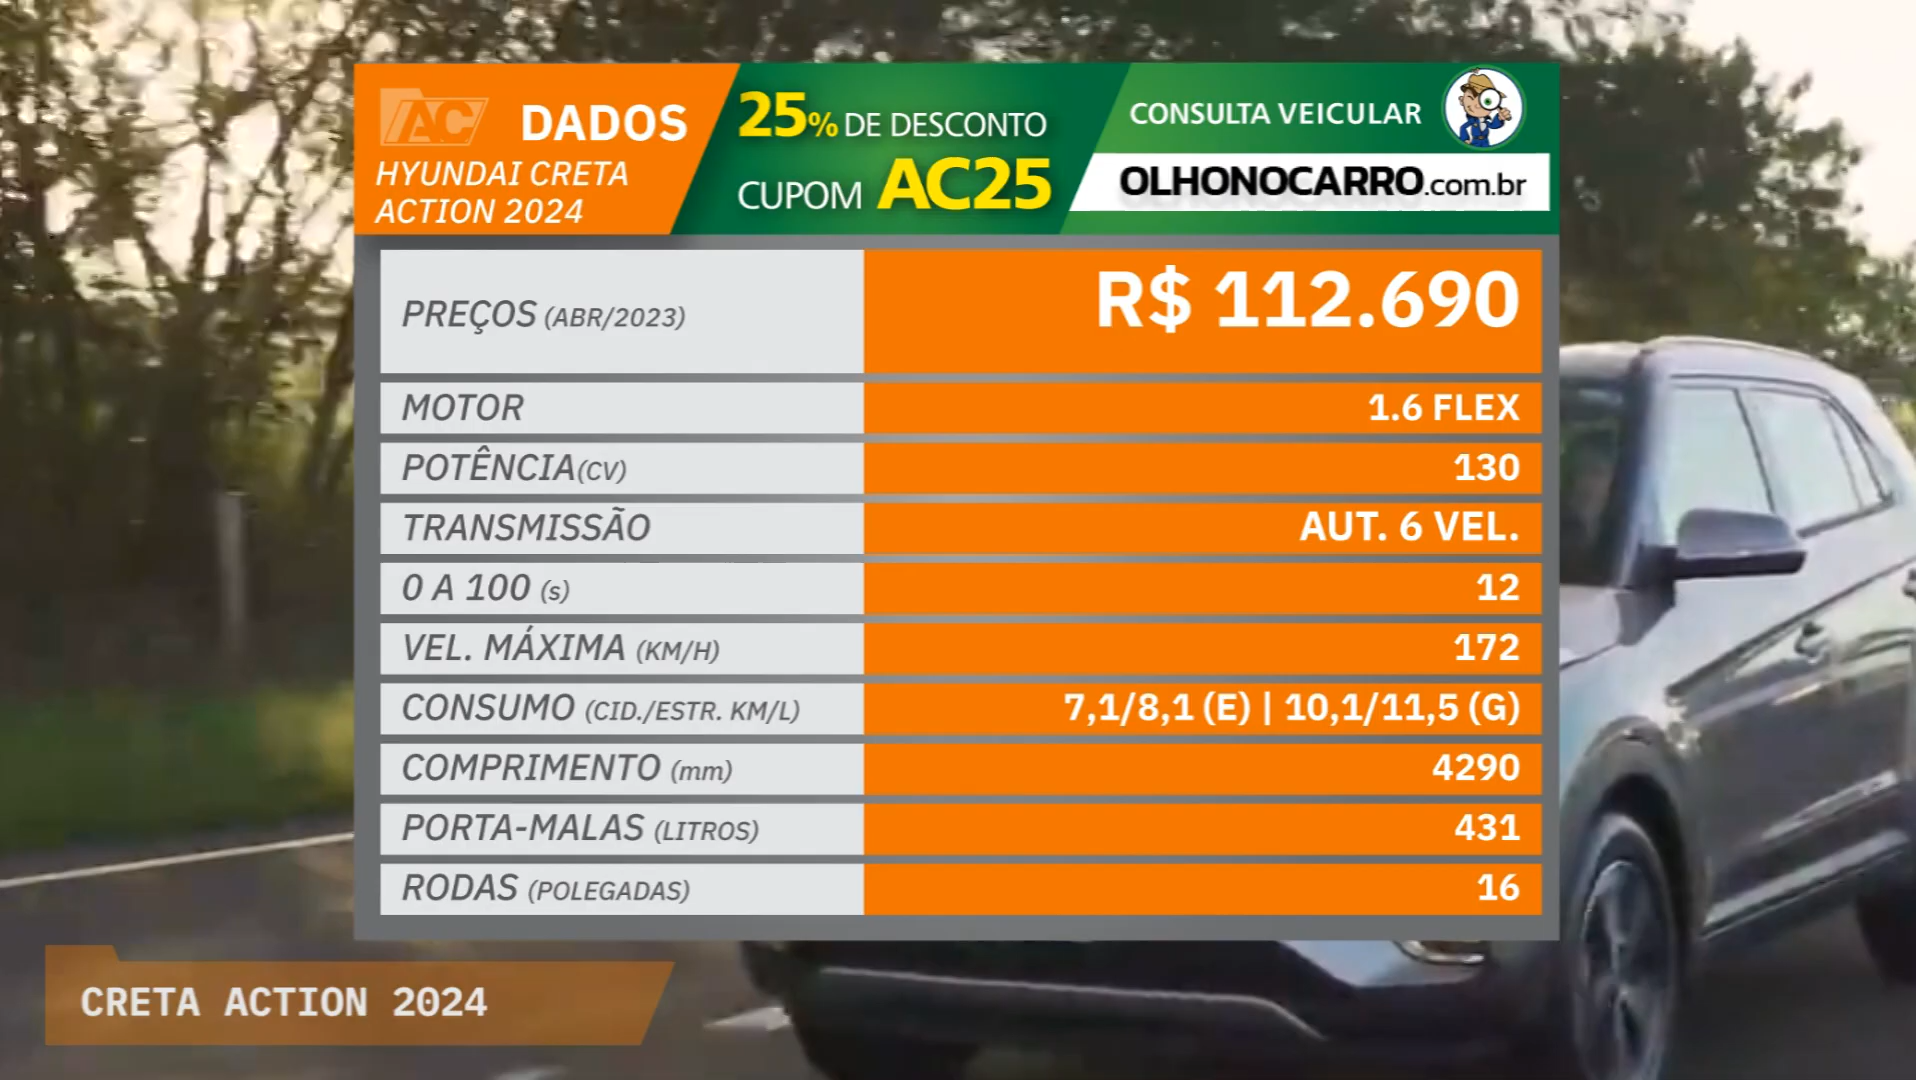 AC DADOS
HYUNDAI CRETA
ACTION 2024
25% DE DESCONTO
CUPOM AC25
CONSULTA VEICULAR
OLHONOCARRO.com.br
PREÇOS (ABR/2023) R$ 112.690
MOTOR 1.6 FLEX
POTÊNCIA(CV) 130
TRANSMISSÃO AUT. 6 VEL.
0 A 100 (s) 12
VEL. MÁXIMA (KM/H) 172
CONSUMO (CID./ESTR. KM/L) 7,1/8,1 (E) | 10,1/11,5 (G)
COMPRIMENTO (mm) 4290
PORTA-MALAS (LITROS) 431
RODAS (POLEGADAS) 16
CRETA ACTION 2024